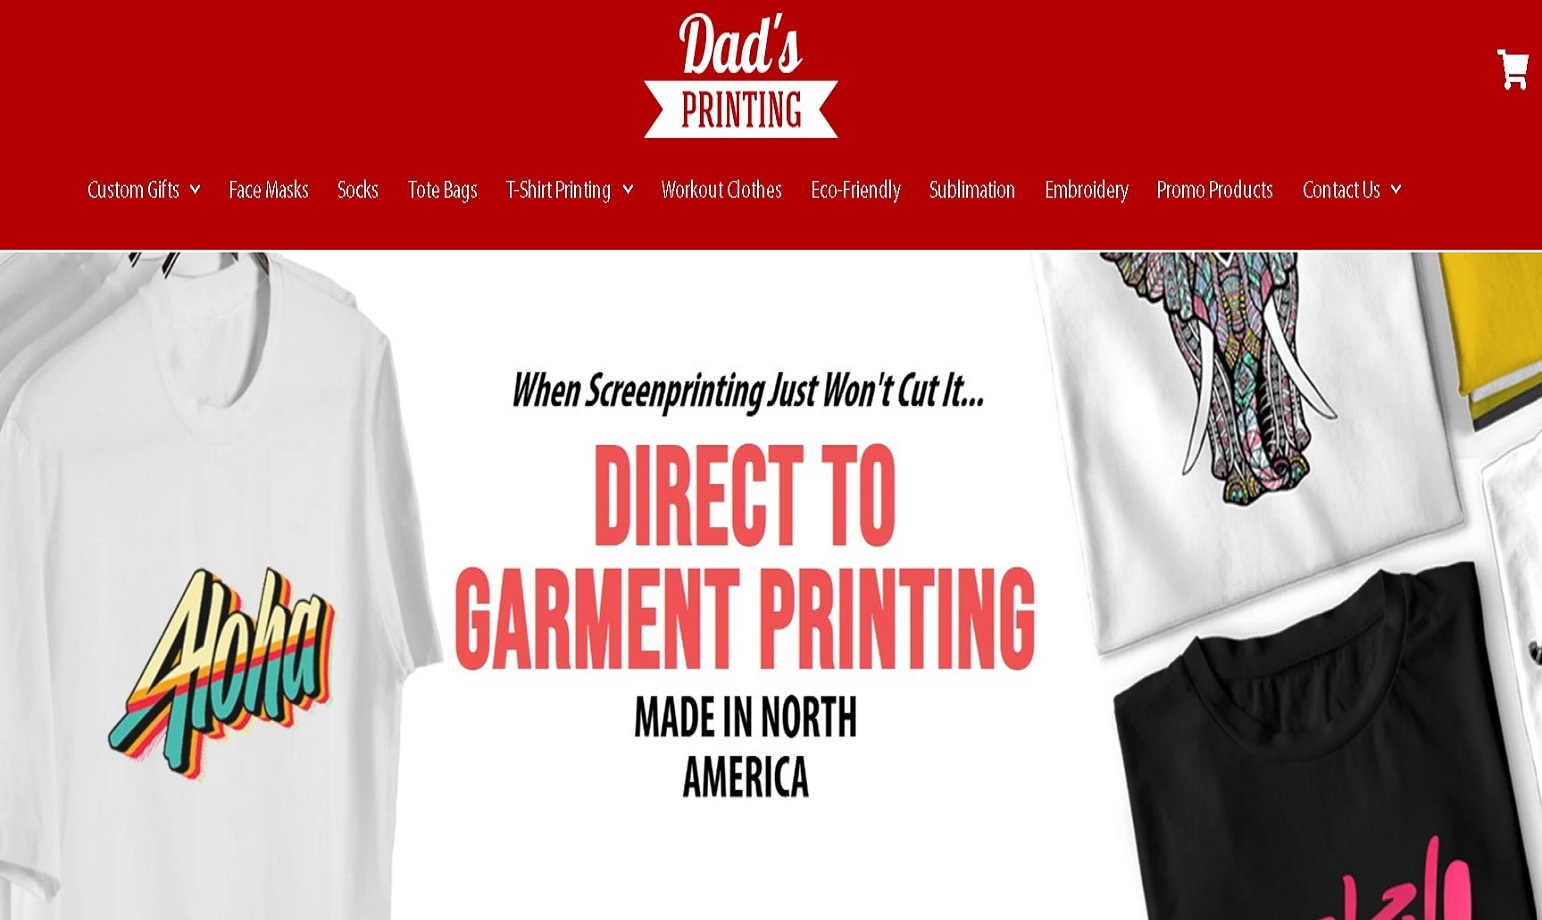 Dad's
PRINTING
Custom Gifts Face Masks Socks Tote Bags T-Shirt Printing Workout Clothes Eco-Friendly Sublimation Embroidery Promo Products Contact Us
When Screenprinting Just Won't Cut It...
DIRECT TO
GARMENT PRINTING
MADE IN NORTH
AMERICA
Aloha